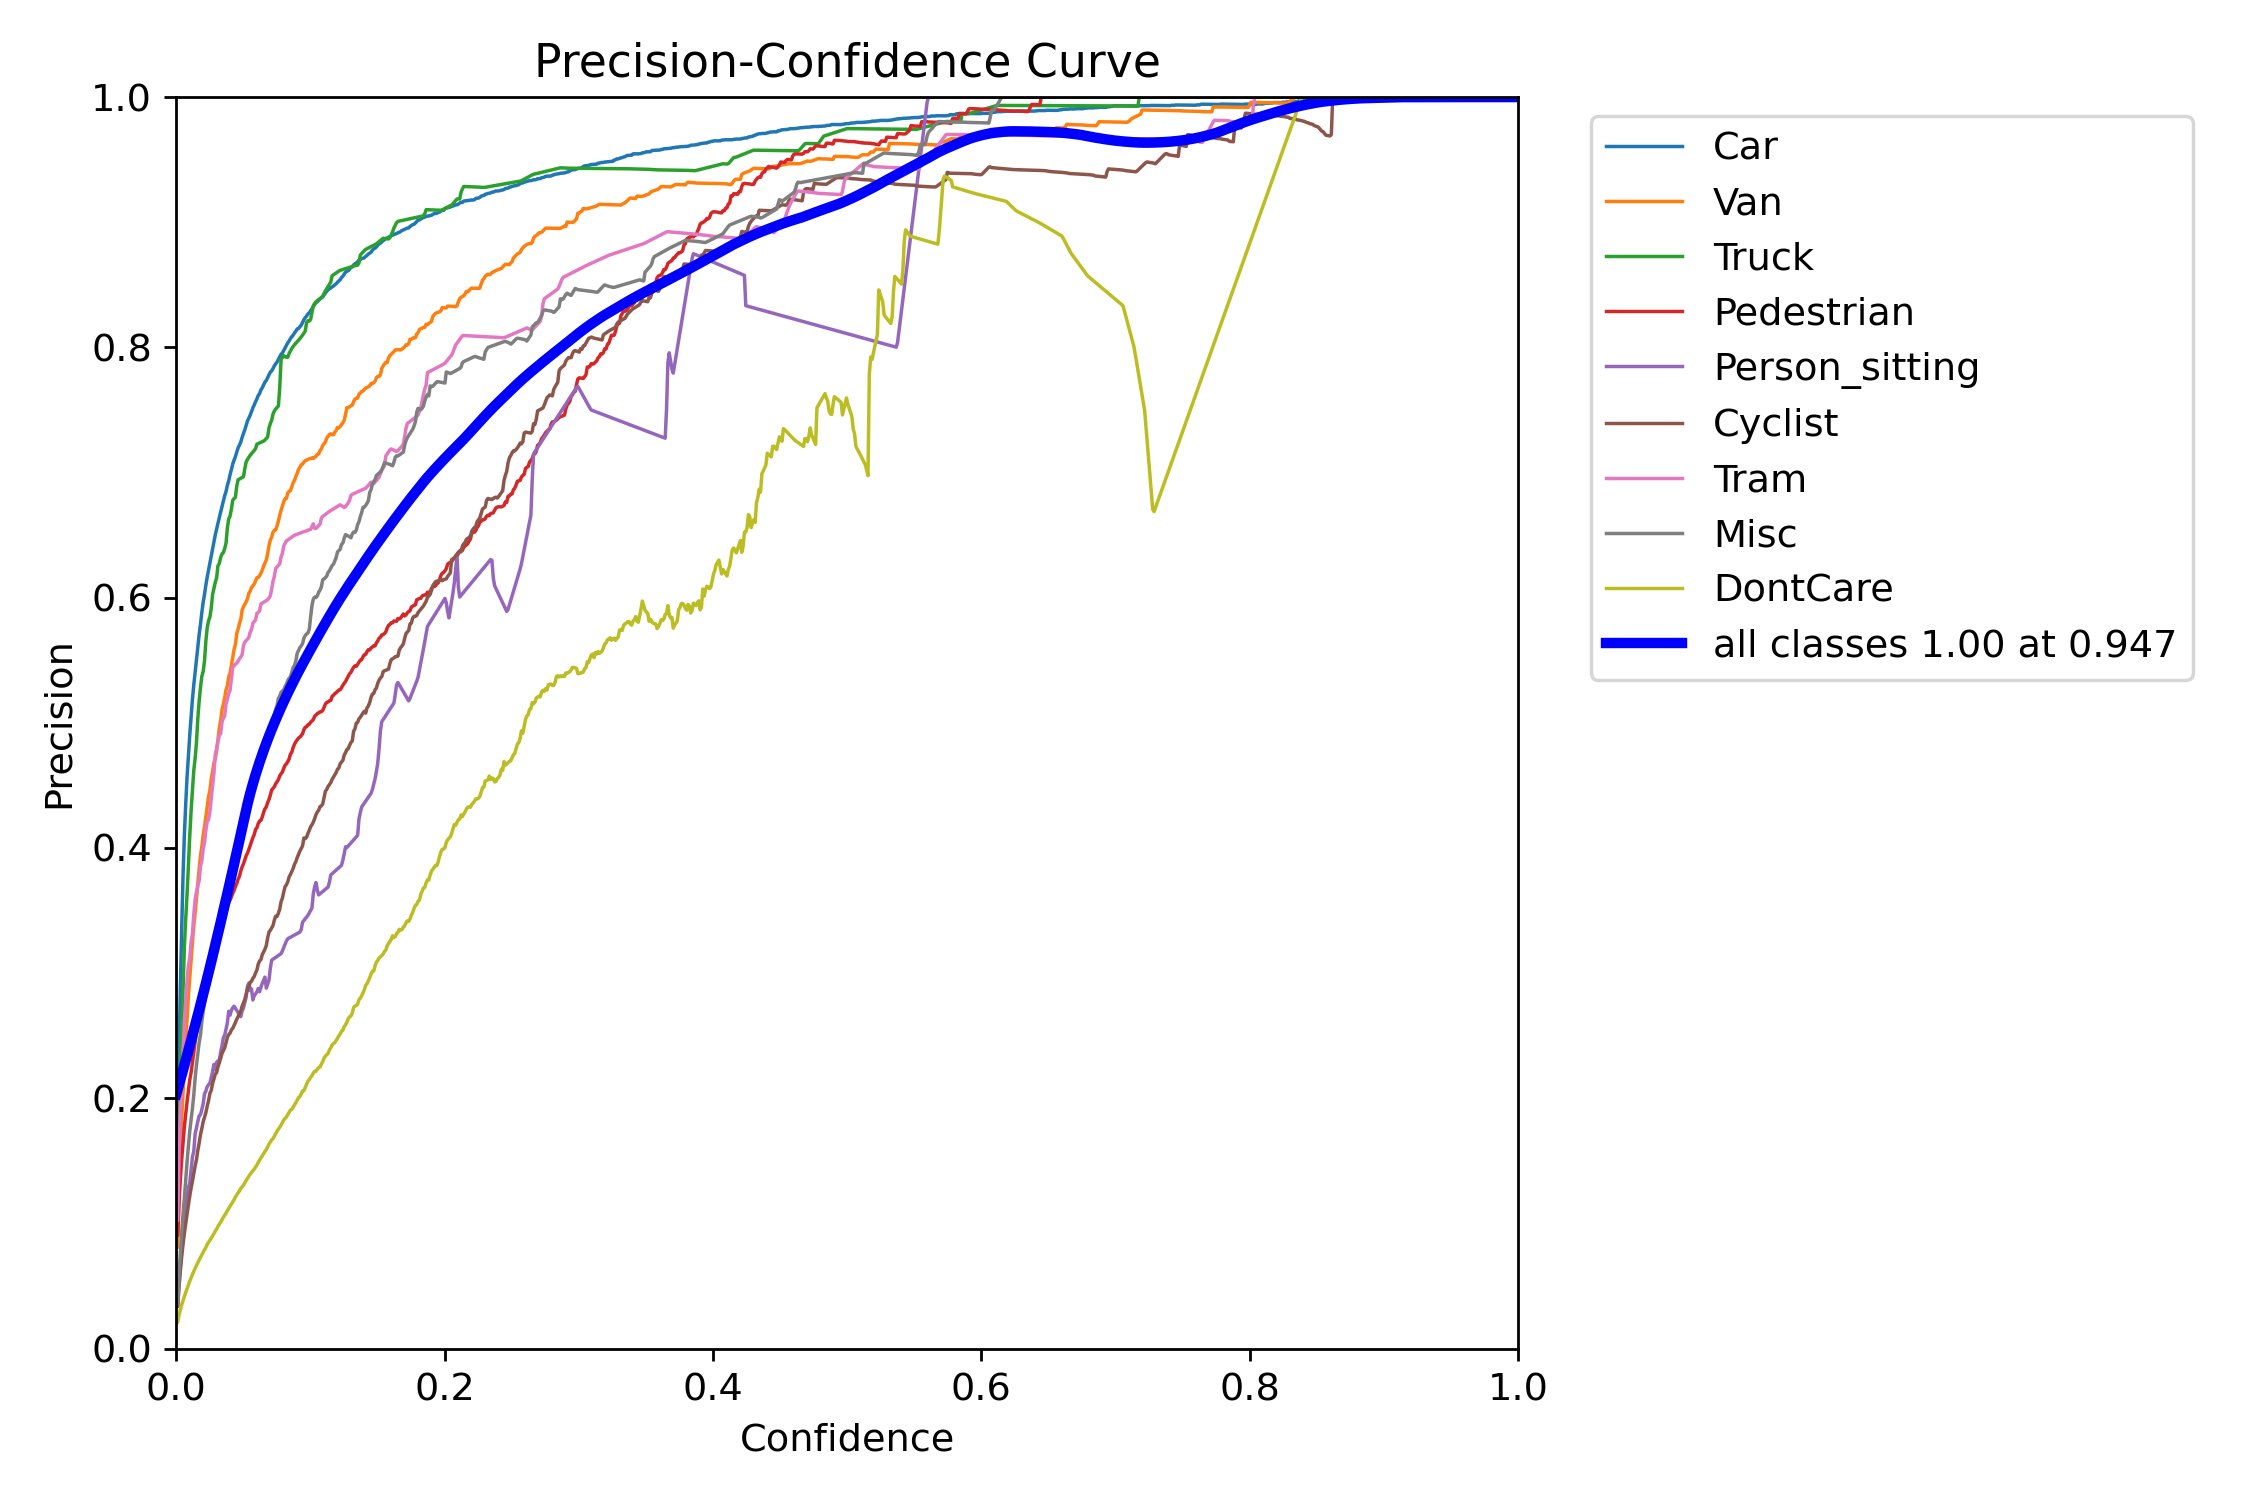 Precision-Confidence Curve
1.0
0.8
0.6
0.4
0.2
0.0
Precision
0.0 0.2 0.4 0.6 0.8 1.0
Confidence
Car
Van
Truck
Pedestrian
Person_sitting
Cyclist
Tram
Misc
DontCare
all classes 1.00 at 0.947